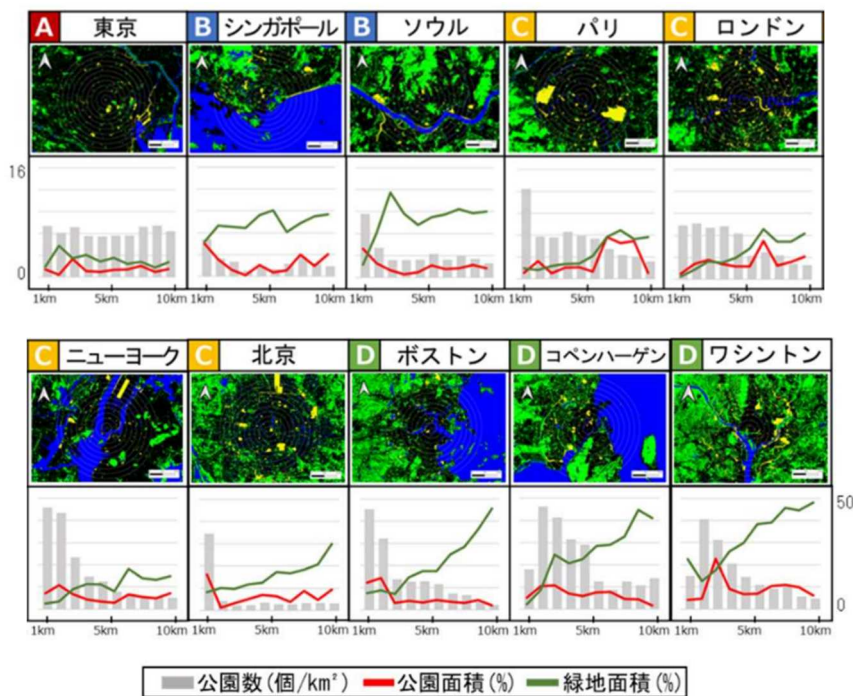 A 東京 B シンガポール B ソウル C パリ C ロンドン
16
0
1km 5km 10km 1km 5km 10km 1km 5km 10km 1km 5km 10km 1km 5km 10km
C ニューヨーク C 北京 D ボストン D コペンハーゲン D ワシントン
50
0
1km 5km 10km 1km 5km 10km 1km 5km 10km 1km 5km 10km 1km 5km 10km
公園数(個/km²) 公園面積(%) 緑地面積(%)